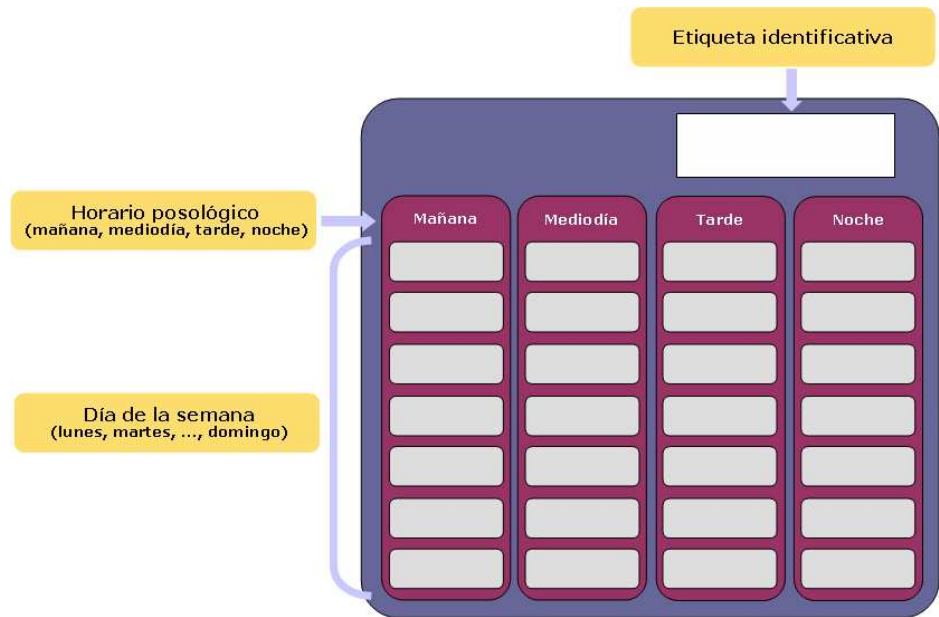 Etiqueta identificativa
Horario posológico
(mañana, mediodía, tarde, noche)
Mañana
Mediodía
Tarde
Noche
Día de la semana
(lunes, martes, ..., domingo)